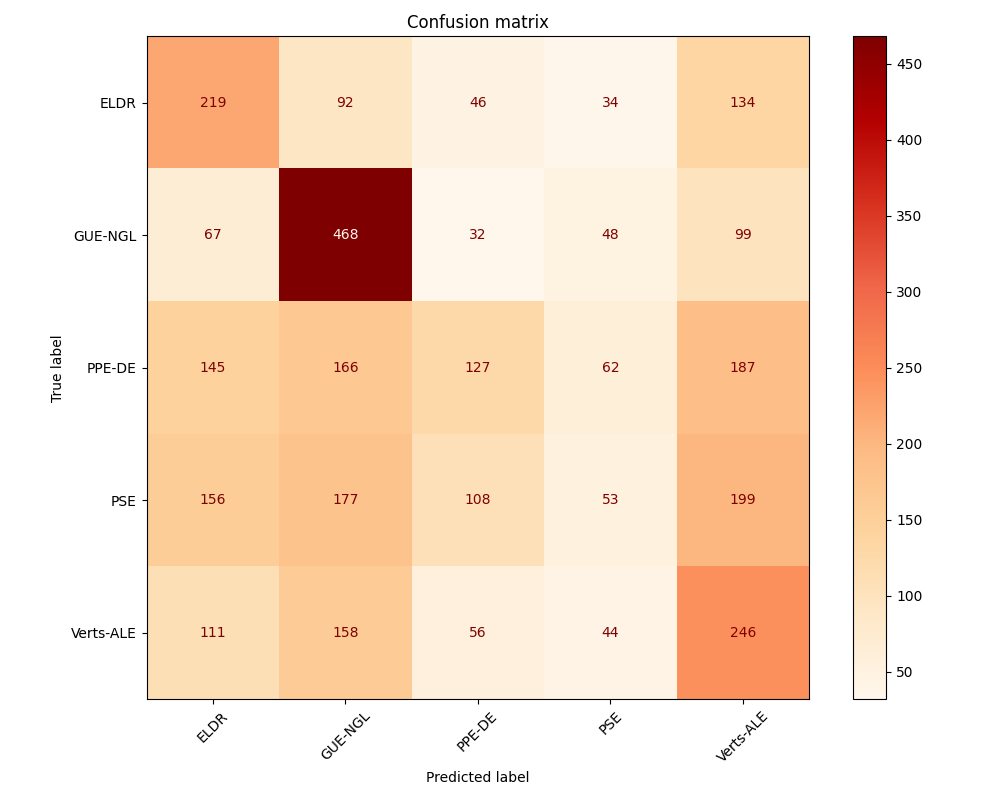 Confusion matrix
ELDR 219 92 46 34 134
GUE-NGL 67 468 32 48 99
PPE-DE 145 166 127 62 187
PSE 156 177 108 53 199
Verts-ALE 111 158 56 44 246
True label
ELDR GUE-NGL PPE-DE PSE Verts-ALE
Predicted label
450
400
350
300
250
200
150
100
50